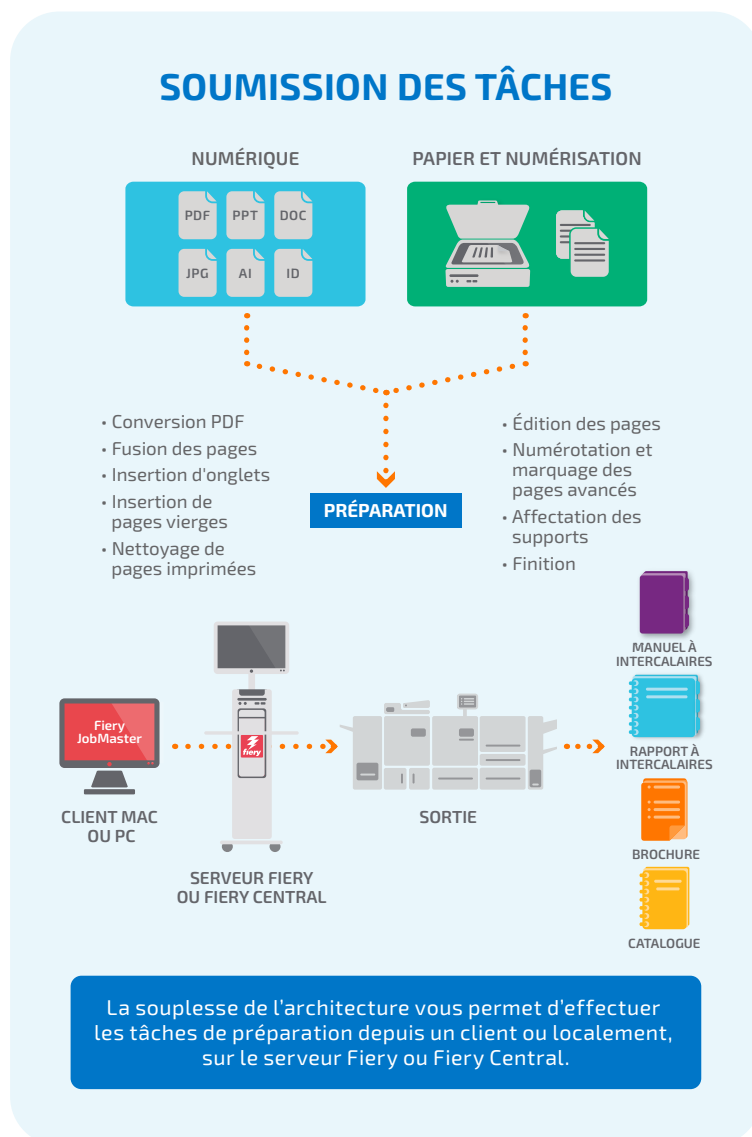 SOUMISSION DES TÂCHES
NUMÉRIQUE
PDF
PPT
DOC
JPG
AI
ID
PAPIER ET NUMÉRISATION
• Conversion PDF
• Fusion des pages
• Insertion d'onglets
• Insertion de
pages vierges
• Nettoyage de
pages imprimées
PRÉPARATION
• Édition des pages
• Numérotation et
marquage des
pages avancés
• Affectation des
supports
• Finition
Fiery
JobMaster
CLIENT MAC
OU PC
fiery
SERVEUR FIERY
OU FIERY CENTRAL
SORTIE
MANUEL À
INTERCALAIRES
RAPPORT À
INTERCALAIRES
BROCHURE
CATALOGUE
La souplesse de l’architecture vous permet d’effectuer
les tâches de préparation depuis un client ou localement,
sur le serveur Fiery ou Fiery Central.